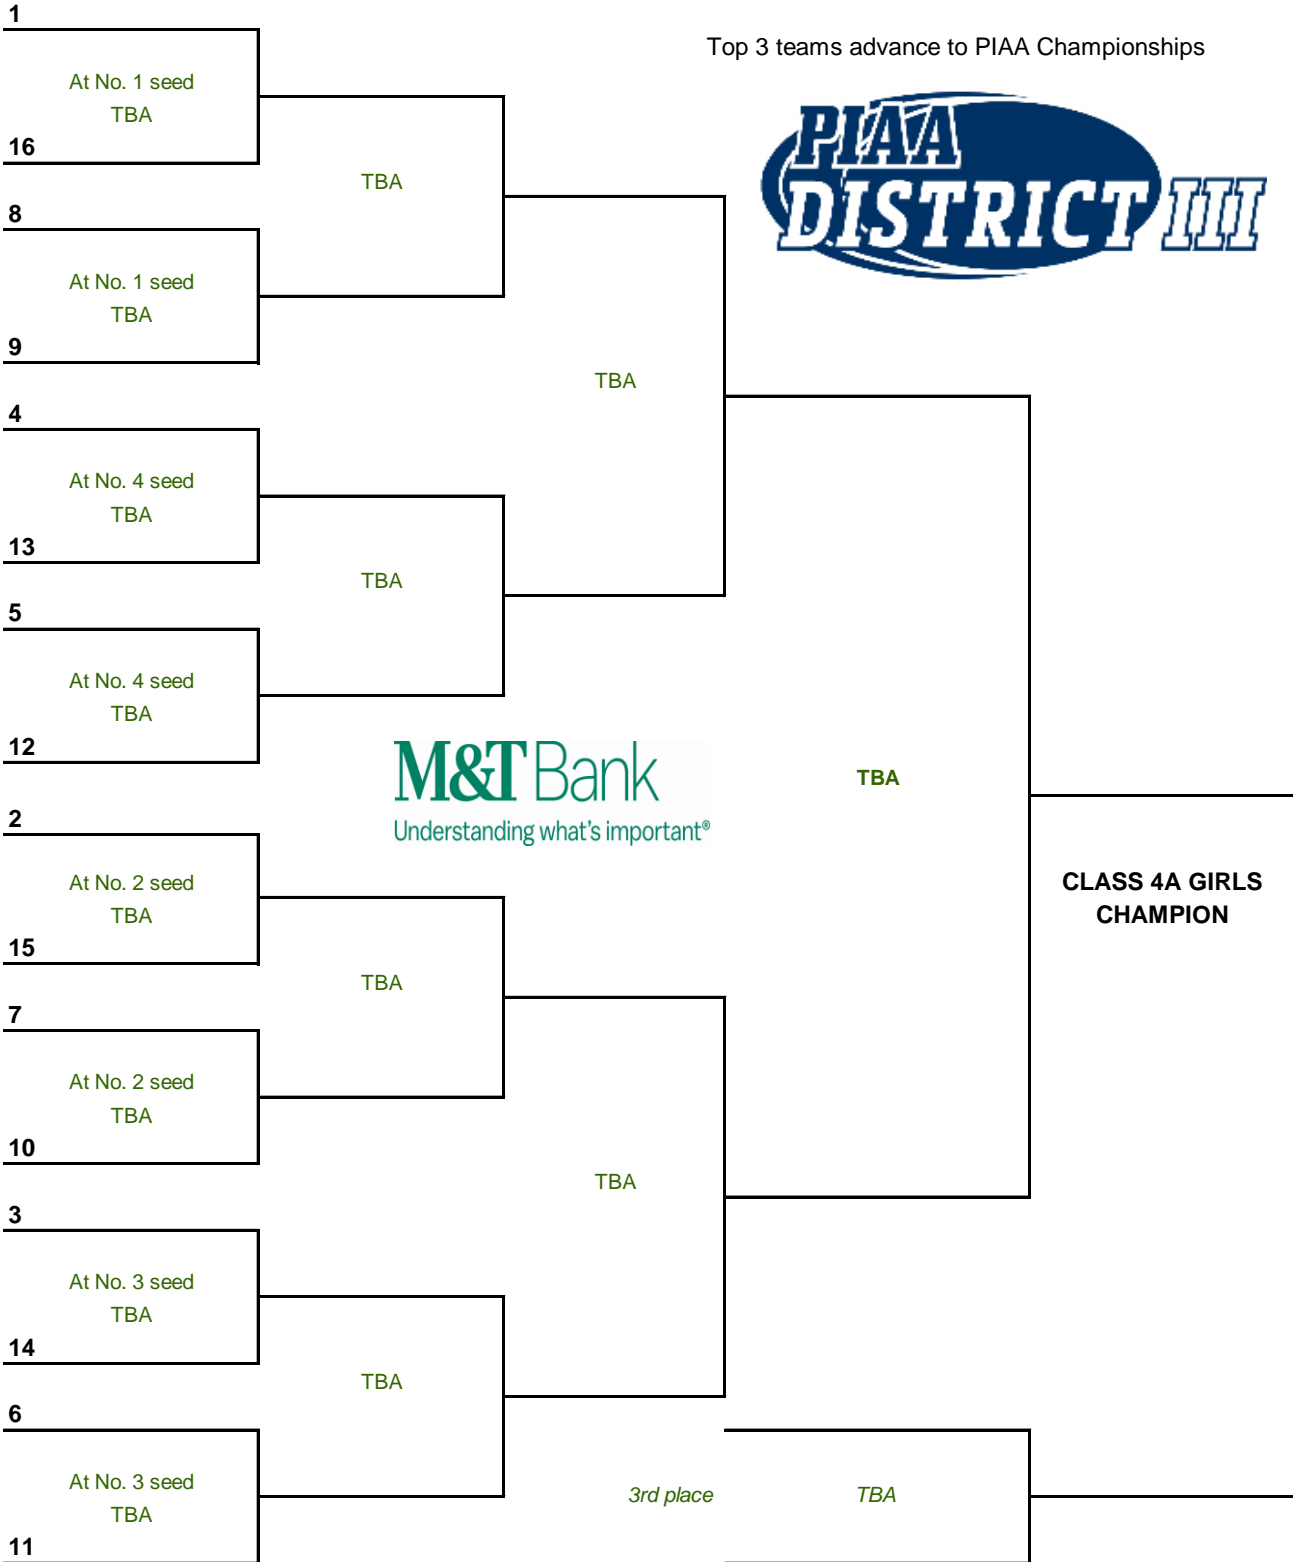 1
Top 3 teams advance to PIAA Championships
At No. 1 seed
TBA
16
PIAA
DISTRICT III
TBA
8
At No. 1 seed
TBA
9
TBA
4
At No. 4 seed
TBA
13
TBA
5
At No. 4 seed
TBA
12
M&T Bank
Understanding what's important®
TBA
2
At No. 2 seed
TBA
15
CLASS 4A GIRLS
CHAMPION
TBA
7
At No. 2 seed
TBA
10
TBA
3
At No. 3 seed
TBA
14
TBA
6
At No. 3 seed
TBA
11
3rd place
TBA